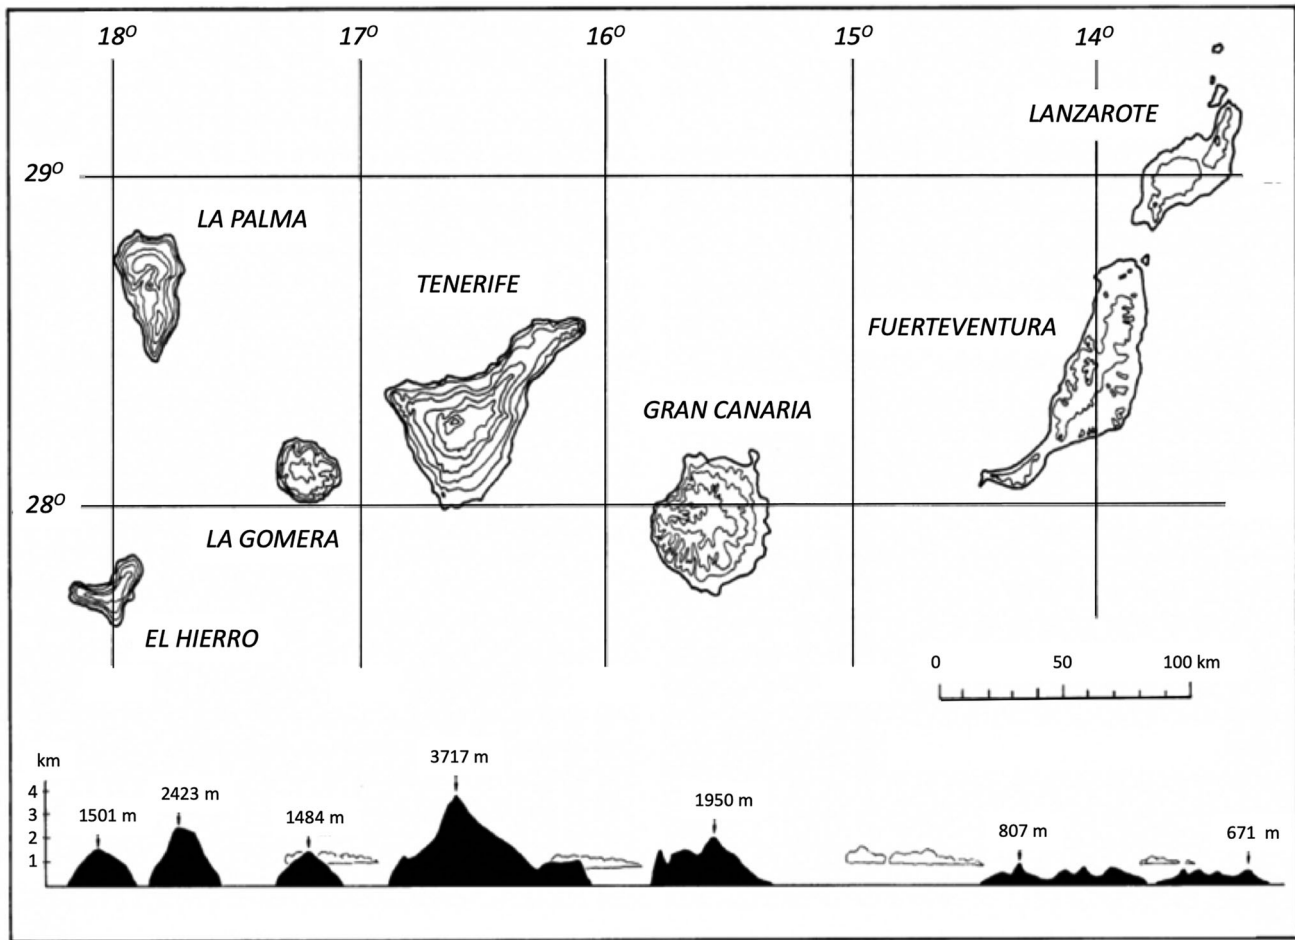 18° 17° 16° 15° 14°
LANZAROTE
29°
LA PALMA
TENERIFE
FUERTEVENTURA
GRAN CANARIA
28°
LA GOMERA
EL HIERRO
0 50 100 km
km
3717 m
4
2423 m
1950 m
3
1501 m
1484 m
2
807 m
671 m
1